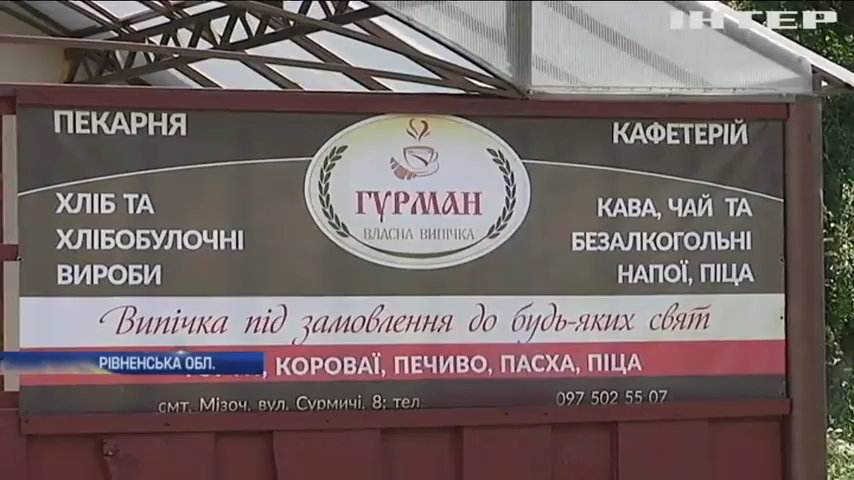 ІНТЕР
ПЕКАРНЯ
КАФЕТЕРІЙ
ГУРМАН
ВЛАСНА ВИПІЧКА
ХЛІБ ТА
ХЛІБОБУЛОЧНІ
ВИРОБИ
КАВА, ЧАЙ ТА
БЕЗАЛКОГОЛЬНІ
НАПОЇ, ПІЦА
Випічка під замовлення до будь-яких свят
РІВНЕНСЬКА ОБЛ.
КОРОВАЇ, ПЕЧИВО, ПАСХА, ПІЦА
смт. Мізоч, вул. Сурмичі, 8; тел. 097 502 55 07